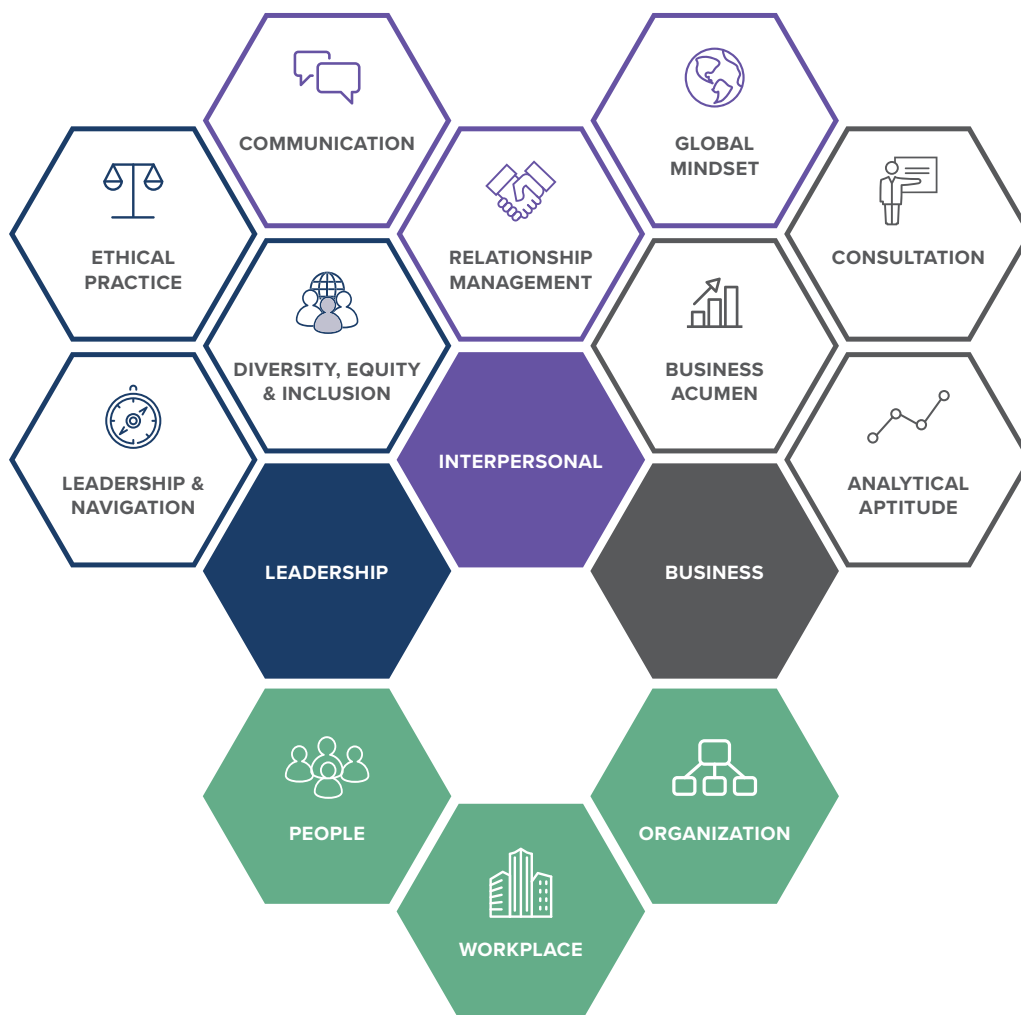 COMMUNICATION
GLOBAL
MINDSET
ETHICAL
PRACTICE
RELATIONSHIP
MANAGEMENT
CONSULTATION
DIVERSITY, EQUITY
& INCLUSION
BUSINESS
ACUMEN
LEADERSHIP &
NAVIGATION
INTERPERSONAL
ANALYTICAL
APTITUDE
LEADERSHIP
BUSINESS
PEOPLE
ORGANIZATION
WORKPLACE